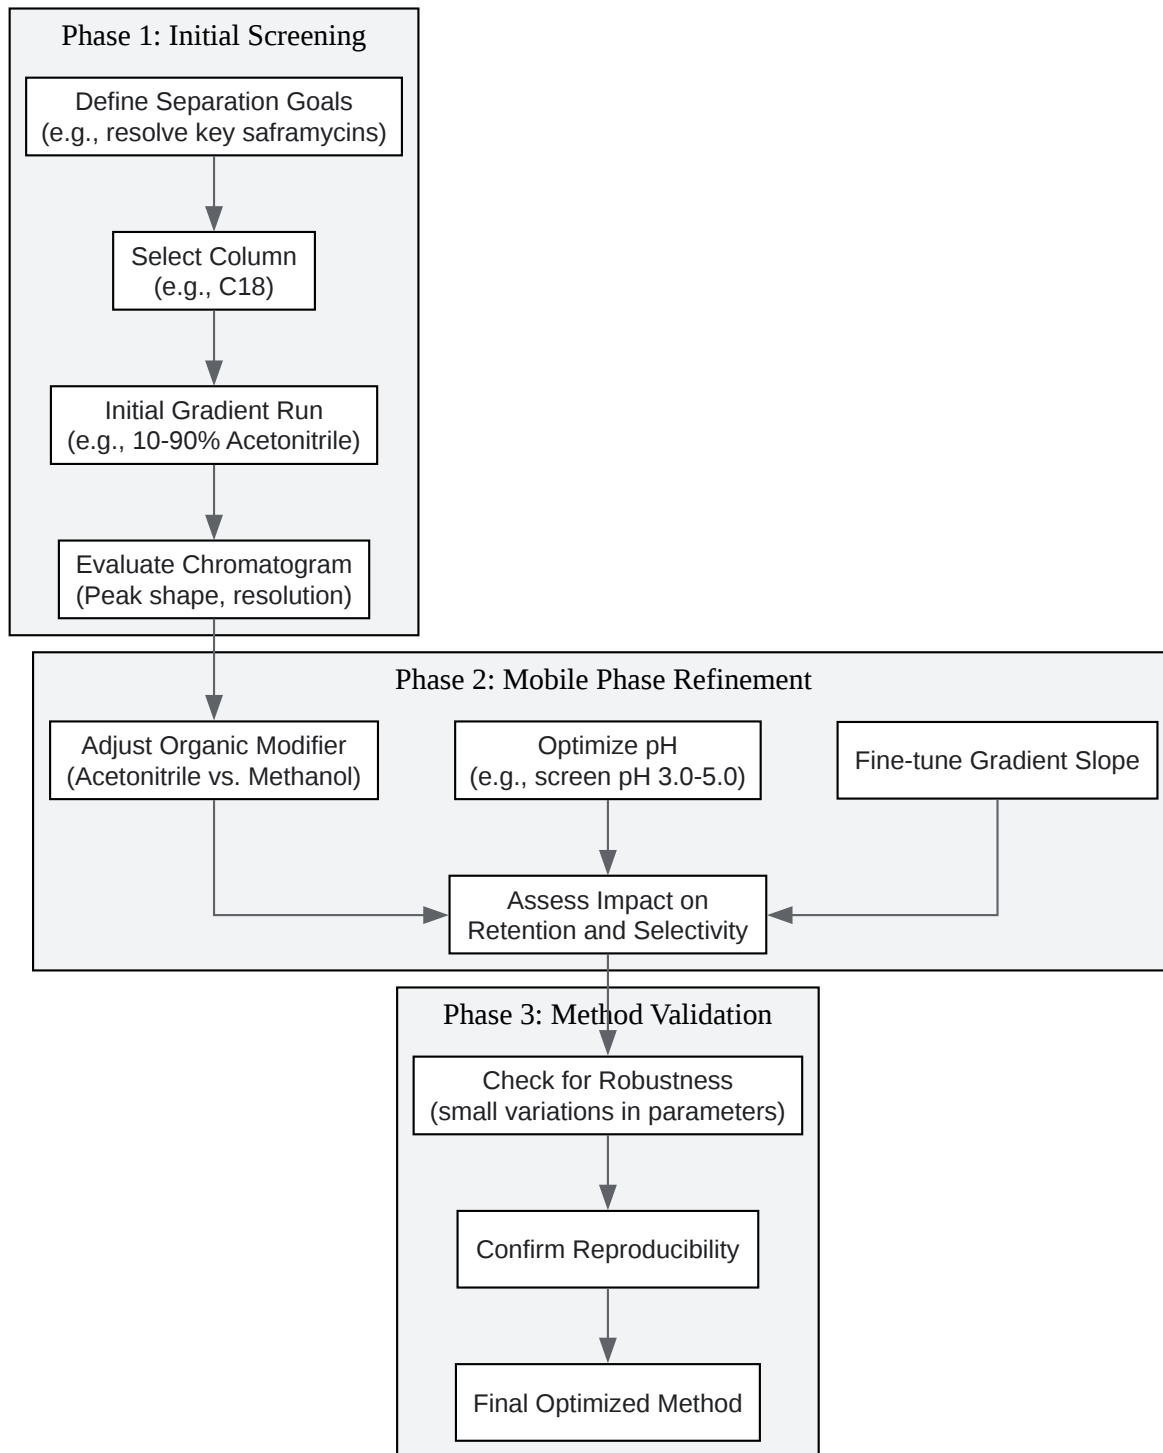 Phase 1: Initial Screening
Define Separation Goals
(e.g., resolve key saframycins)
Select Column
(e.g., C18)
Initial Gradient Run
(e.g., 10-90% Acetonitrile)
Evaluate Chromatogram
(Peak shape, resolution)
Phase 2: Mobile Phase Refinement
Adjust Organic Modifier
(Acetonitrile vs. Methanol)
Optimize pH
(e.g., screen pH 3.0-5.0)
Fine-tune Gradient Slope
Assess Impact on
Retention and Selectivity
Phase 3: Method Validation
Check for Robustness
(small variations in parameters)
Confirm Reproducibility
Final Optimized Method